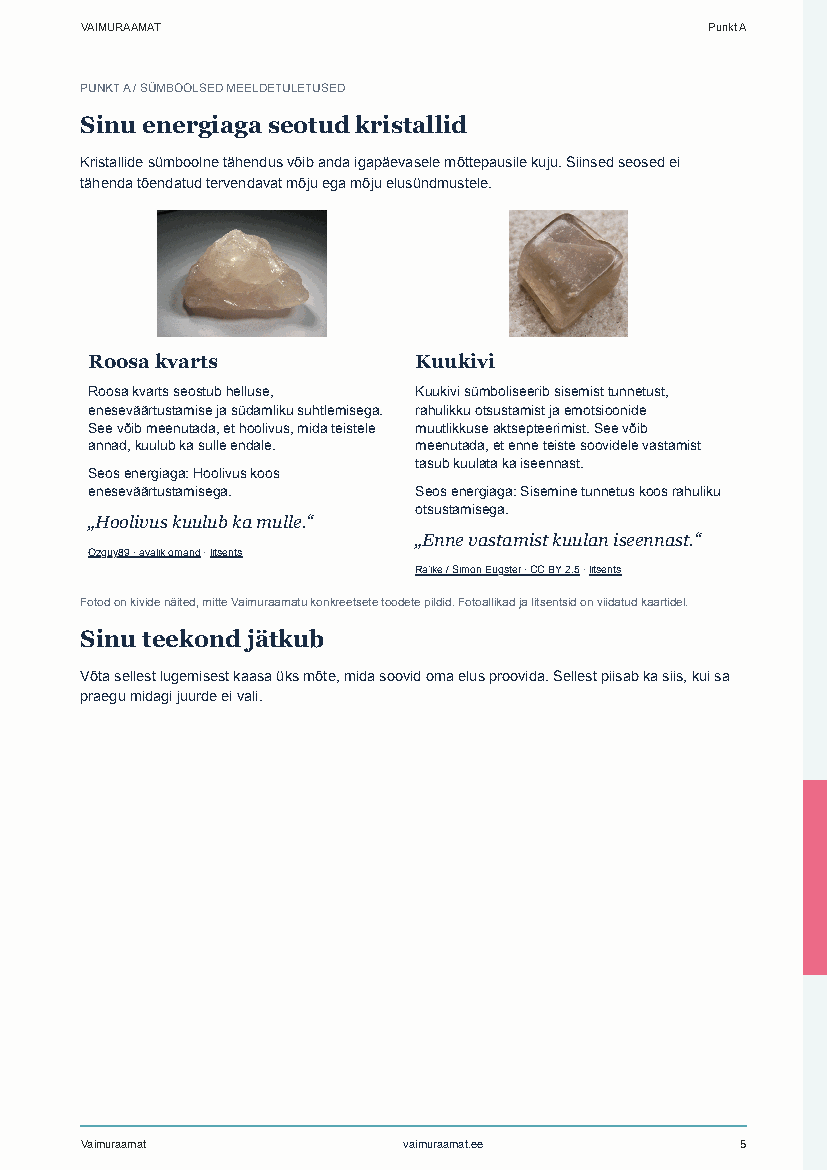 VAIMURAAMAT
Punkt A
PUNKT A / SÜMBOOLSED MEELDETULETUSED
Sinu energiaga seotud kristallid
Kristallide sümboolne tähendus võib anda igapäevasele mõttepausile kuju. Siinsed seosed ei
tähenda tõendatud tervendavat mõju ega mõju elusündmustele.
Roosa kvarts
Roosa kvarts seostub helluse,
eneseväärtustamise ja südamliku suhtlemisega.
See võib meenutada, et hoolivus, mida teistele
annad, kuulub ka sulle endale.
Seos energiaga: Hoolivus koos
eneseväärtustamisega.
„Hoolivus kuulub ka mulle.“
Ozguy89 · avalik omand · litsents
Kuukivi
Kuukivi sümboliseerib sisemist tunnetust,
rahulikku otsustamist ja emotsioonide
muutlikkuse aktsepteerimist. See võib
meenutada, et enne teiste soovidele vastamist
tasub kuulata ka iseennast.
Seos energiaga: Sisemine tunnetus koos rahuliku
otsustamisega.
„Enne vastamist kuulan iseennast.“
Ra'ike / Simon Eugster · CC BY 2.5 · litsents
Fotod on kivide näited, mitte Vaimuraamatu konkreetsete toodete pildid. Fotoallikad ja litsentsid on viidatud kaartidel.
Sinu teekond jätkub
Võta sellest lugemisest kaasa üks mõte, mida soovid oma elus proovida. Sellest piisab ka siis, kui sa
praegu midagi juurde ei vali.
Vaimuraamat
vaimuraamat.ee
5